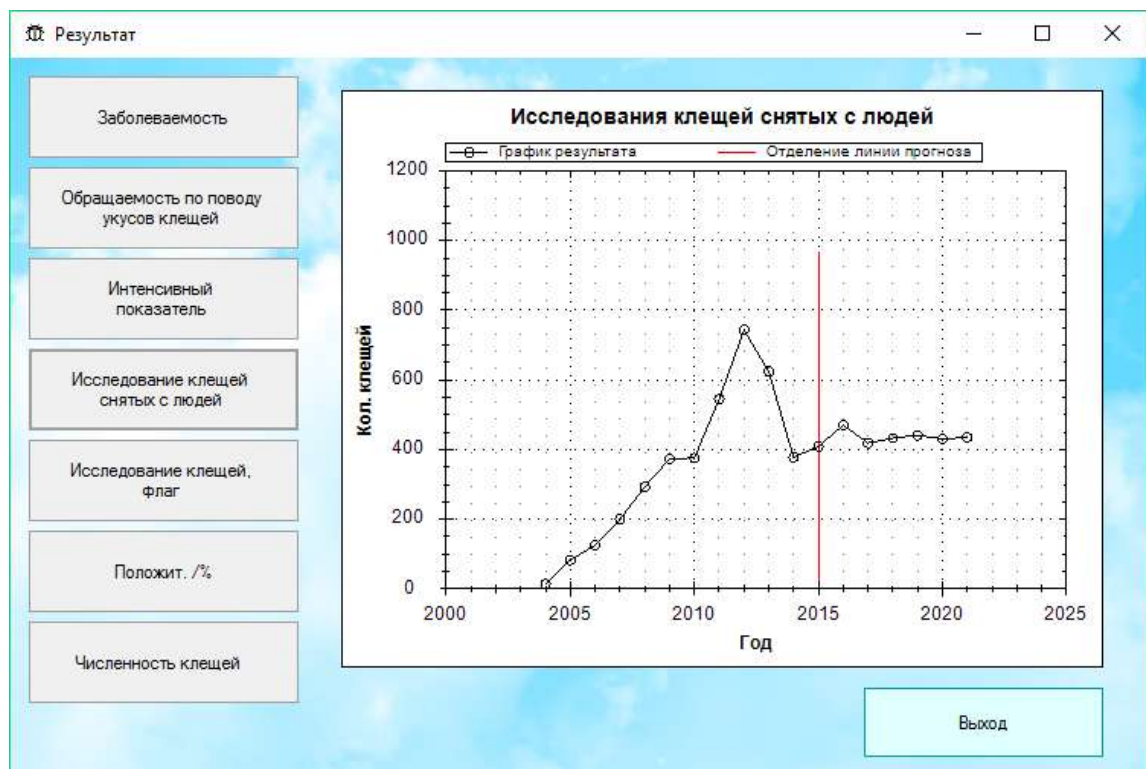 Результат
Заболеваемость
Обращаемость по поводу
укусов клещей
Интенсивный
показатель
Исследование клещей
снятых с людей
Исследование клещей,
флаг
Положит. /%
Численность клещей
Исследования клещей снятых с людей
График результата
Отделение линии прогноза
Кол. клещей
1200
1000
800
600
400
200
0
2000 2005 2010 2015 2020 2025
Год
Выход